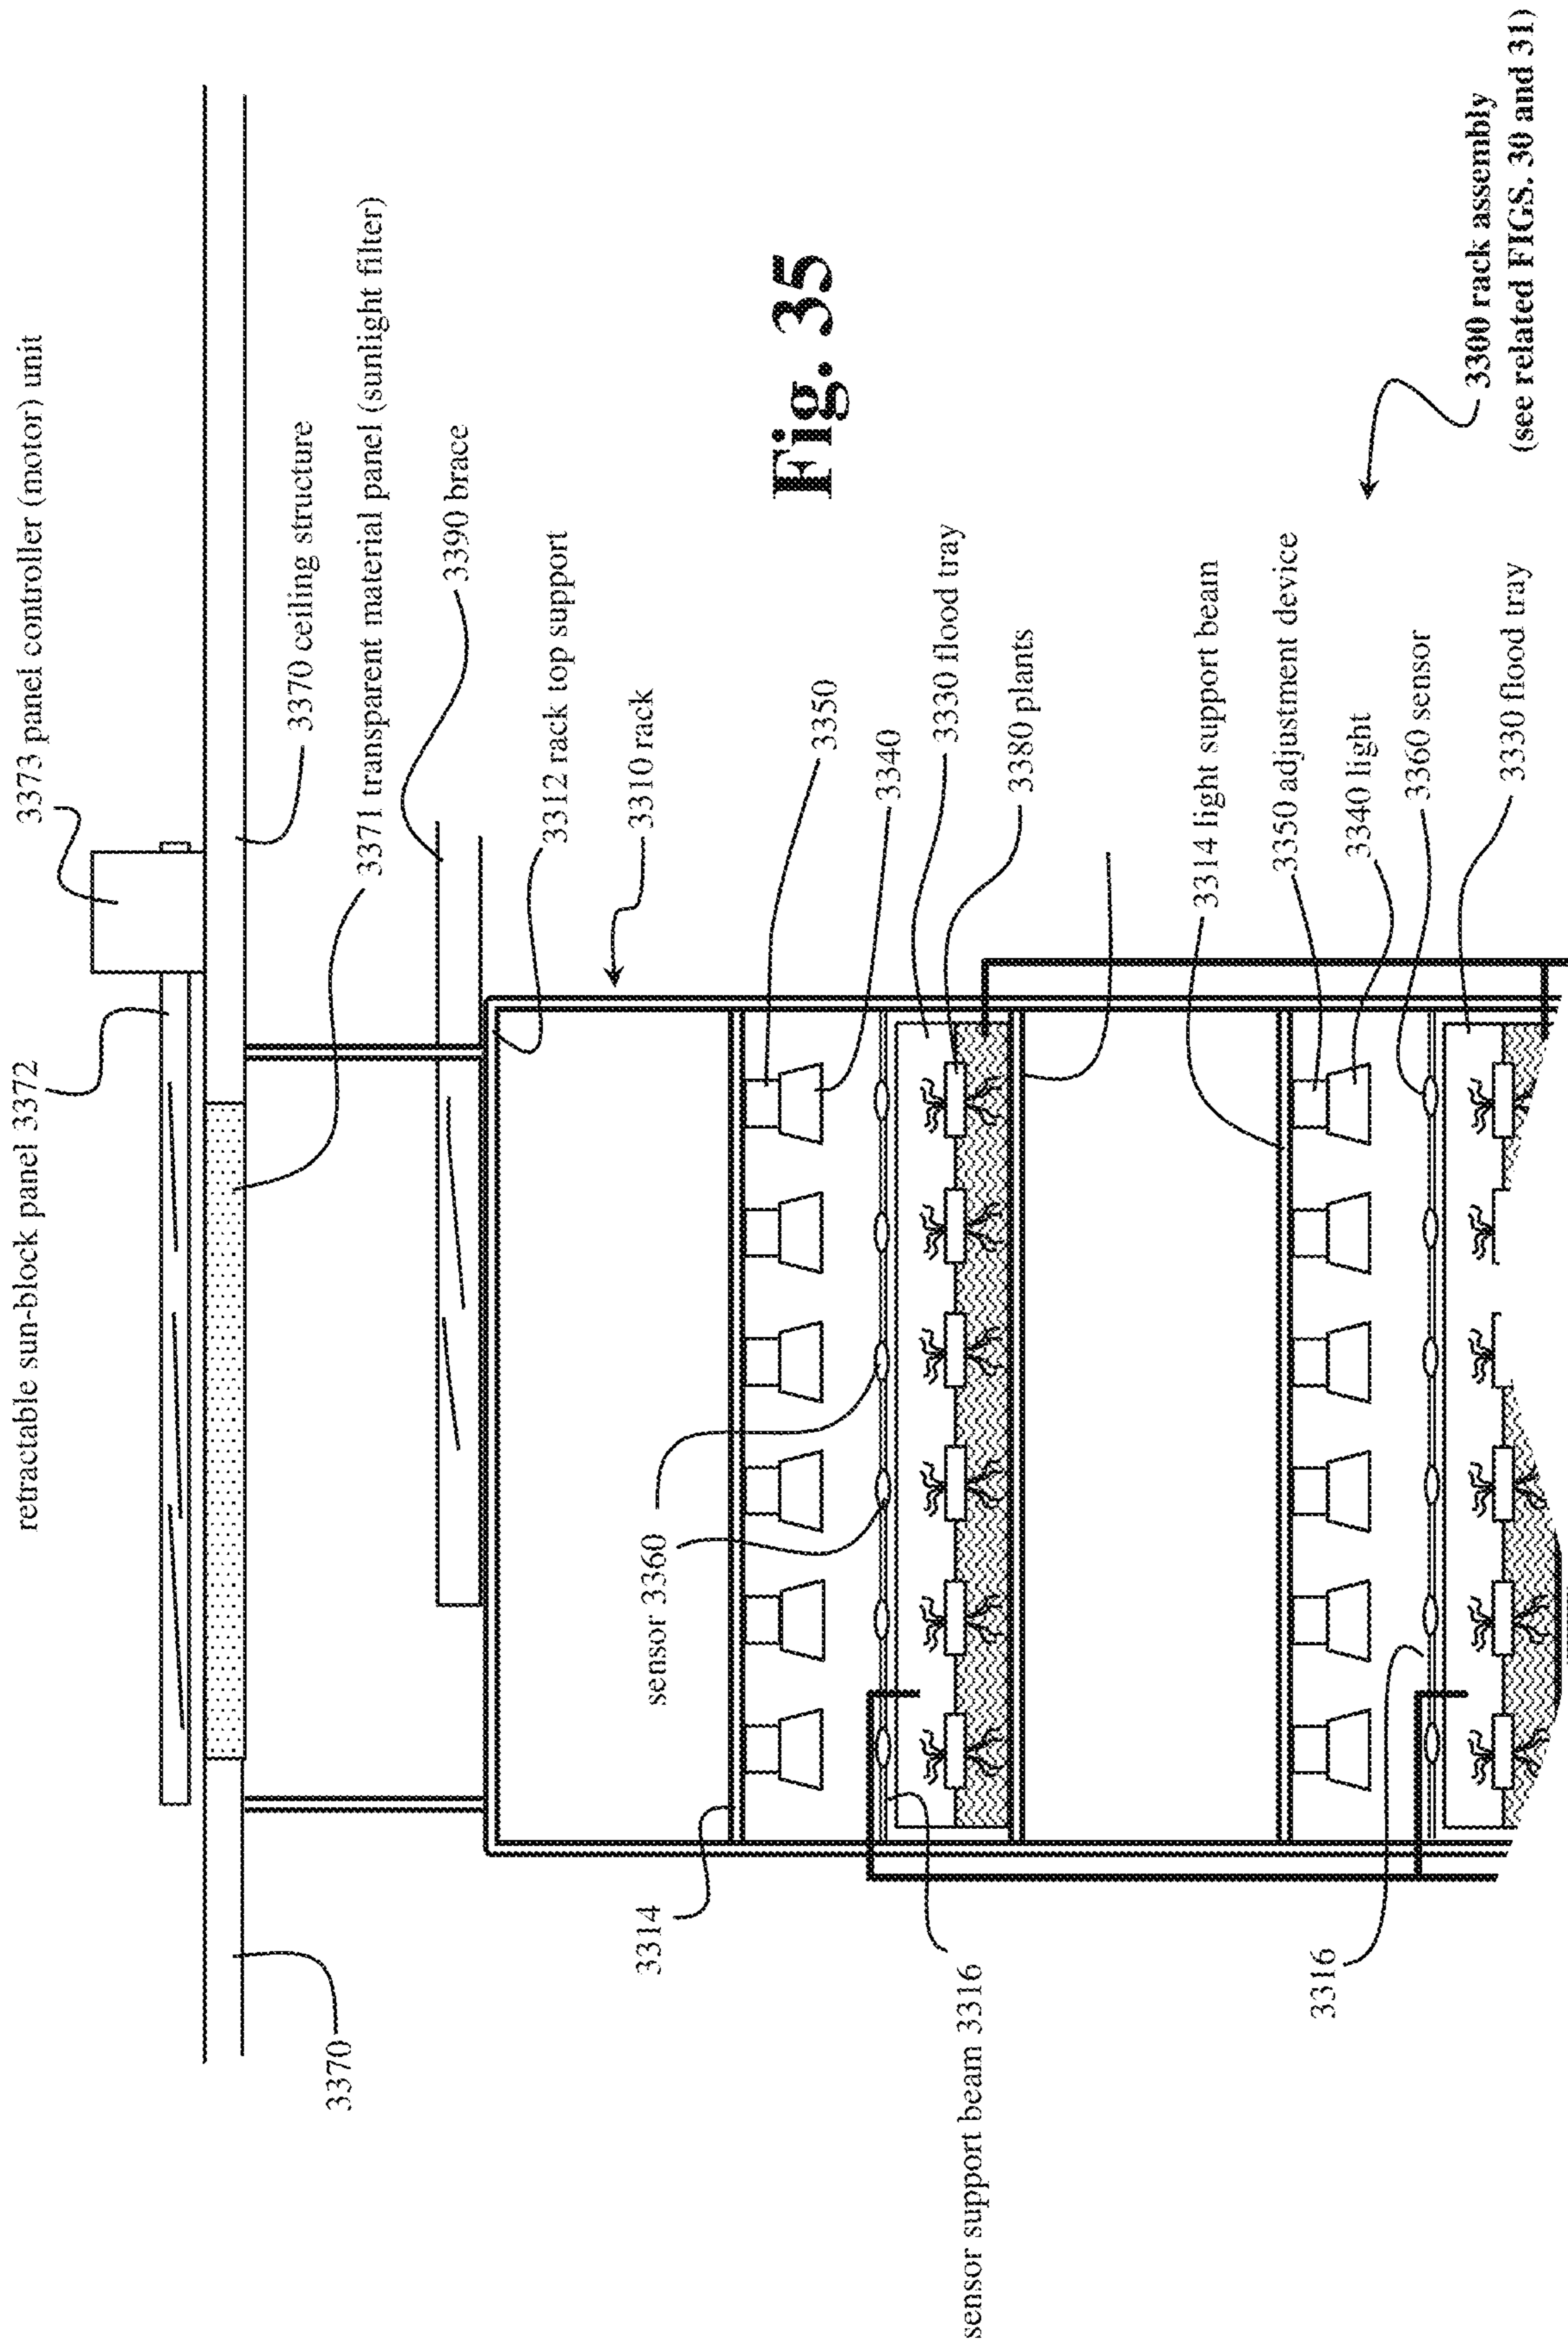 retractable sun-block panel 3372
3373 panel controller (motor) unit
3370
3370 ceiling structure
3371 transparent material panel (sunlight filter)
3390 brace
3312 rack top support
3310 rack
3314
sensor 3360
3350
3340
Fig. 35
sensor support beam 3316
3330 flood tray
3380 plants
3314 light support beam
3350 adjustment device
3316
3340 light
3360 sensor
3330 flood tray
3300 rack assembly
(see related FIGS. 30 and 31)